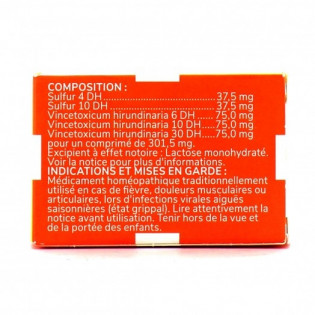 COMPOSITION :
Sulfur 4 DH ........................ 37,5 mg
Sulfur 10 DH ...................... 37,5 mg
Vincetoxicum hirundinaria 6 DH ..... 75,0 mg
Vincetoxicum hirundinaria 10 DH .... 75,0 mg
Vincetoxicum hirundinaria 30 DH .... 75,0 mg
pour un comprimé de 301,5 mg.
Excipient à effet notoire : Lactose monohydraté.
Voir la notice pour plus d'informations.
INDICATIONS ET MISES EN GARDE :
Médicament homéopathique traditionnellement
utilisé en cas de fièvre, douleurs musculaires ou
articulaires, lors d'infections virales aiguës
saisonnières (état grippal). Lire attentivement la
notice avant utilisation. Tenir hors de la vue et
de la portée des enfants.